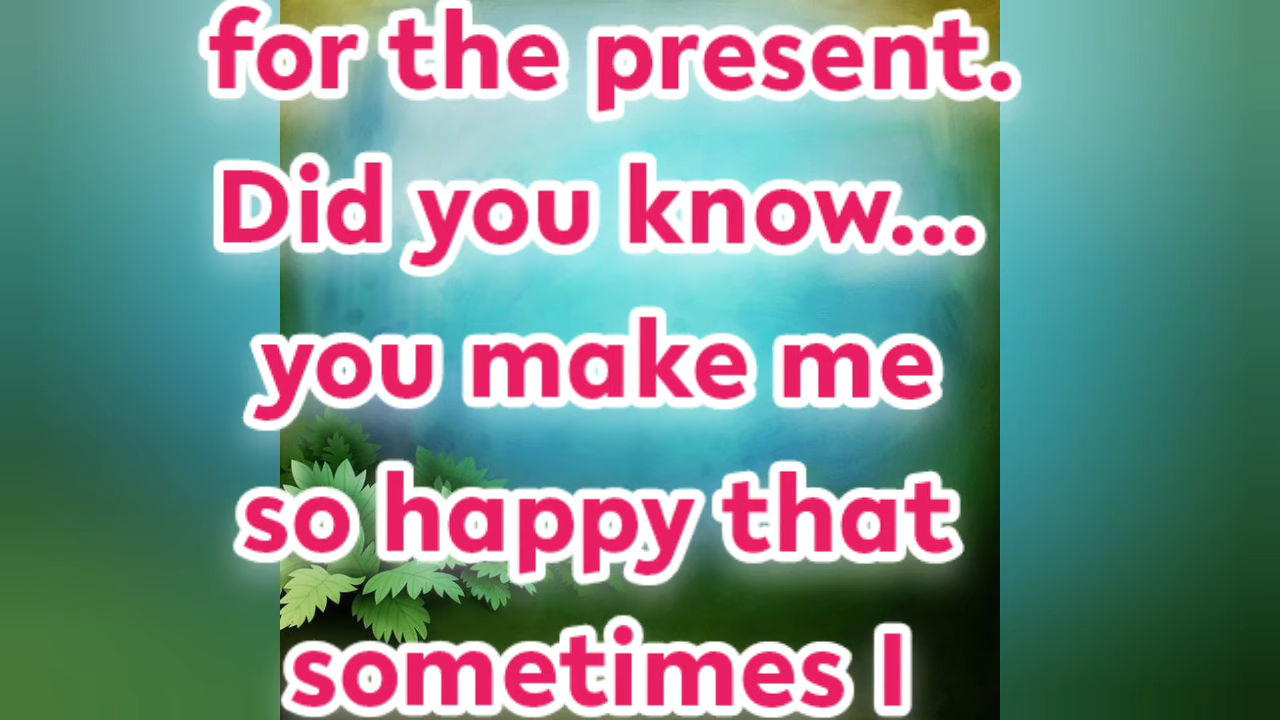 for the present.
Did you know...
you make me
so happy that
sometimes I